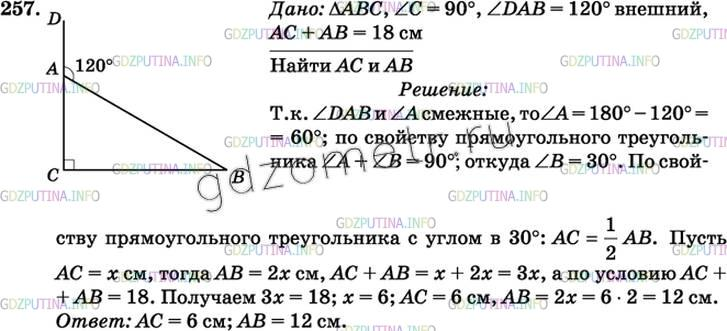 257.
D
A 120°
C
B
Дано: △ABC, ∠C = 90°, ∠DAB = 120° внешний,
AC + AB = 18 см
Найти AC и AB
Решение:
Т.к. ∠DAB и ∠A смежные, то∠A = 180° − 120° =
= 60°; по свойству прямоугольного треуголь-
ника ∠A + ∠B = 90°, откуда ∠B = 30°. По свой-
ству прямоугольного треугольника с углом в 30°: AC = 1/2 AB. Пусть
AC = x см, тогда AB = 2x см, AC + AB = x + 2x = 3x, а по условию AC +
+ AB = 18. Получаем 3x = 18; x = 6; AC = 6 см, AB = 2x = 6 · 2 = 12 см.
Ответ: AC = 6 см; AB = 12 см.
GDZPUTINA.INFO
gdzometr.ru